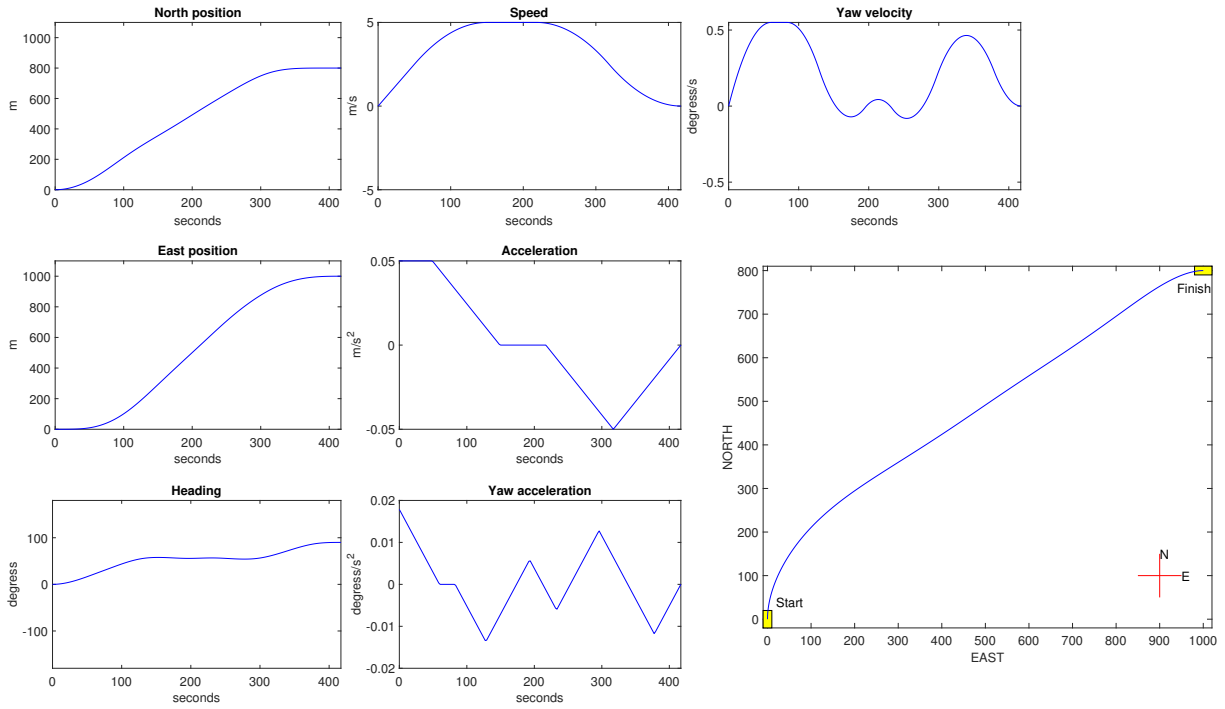 North position
1000
800
600
400
200
0
m
0 100 200 300 400
seconds
Speed
5
0
-5
m/s
0 100 200 300 400
seconds
Yaw velocity
0.5
0
-0.5
degress/s
0 100 200 300 400
seconds
East position
1000
800
600
400
200
0
m
0 100 200 300 400
seconds
Acceleration
0.05
0
-0.05
m/s²
0 100 200 300 400
seconds
Heading
100
0
-100
degress
0 100 200 300 400
seconds
Yaw acceleration
0.02
0.01
0
-0.01
-0.02
degress/s²
0 100 200 300 400
seconds
800
700
600
500
400
300
200
100
0
NORTH
Finish
N
E
Start
0 100 200 300 400 500 600 700 800 900 1000
EAST